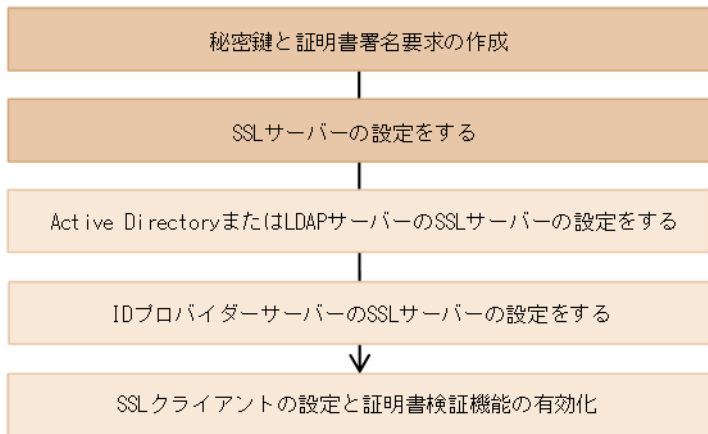 秘密鍵と証明書署名要求の作成
SSLサーバーの設定をする
Active DirectoryまたはLDAPサーバーのSSLサーバーの設定をする
IDプロバイダーサーバーのSSLサーバーの設定をする
SSLクライアントの設定と証明書検証機能の有効化